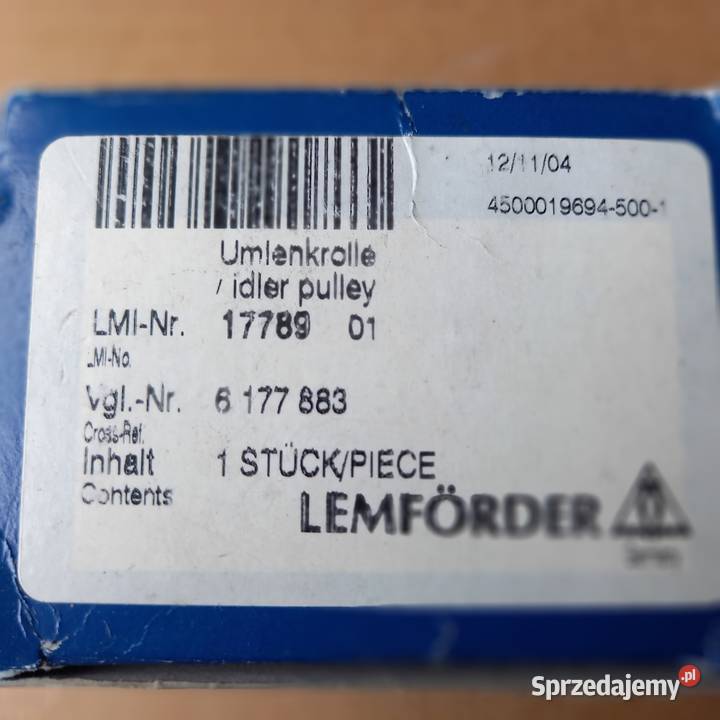 12/11/04
4500019694-500-1
Umlenkrolle
/ idler pulley
LMI-Nr. 17789 01
LMI-No.
Vgl.-Nr. 6 177 883
Cross-Ref.
Inhalt 1 STÜCK/PIECE
Contents
LEMFÖRDER
Germany
Sprzedajemy.pl